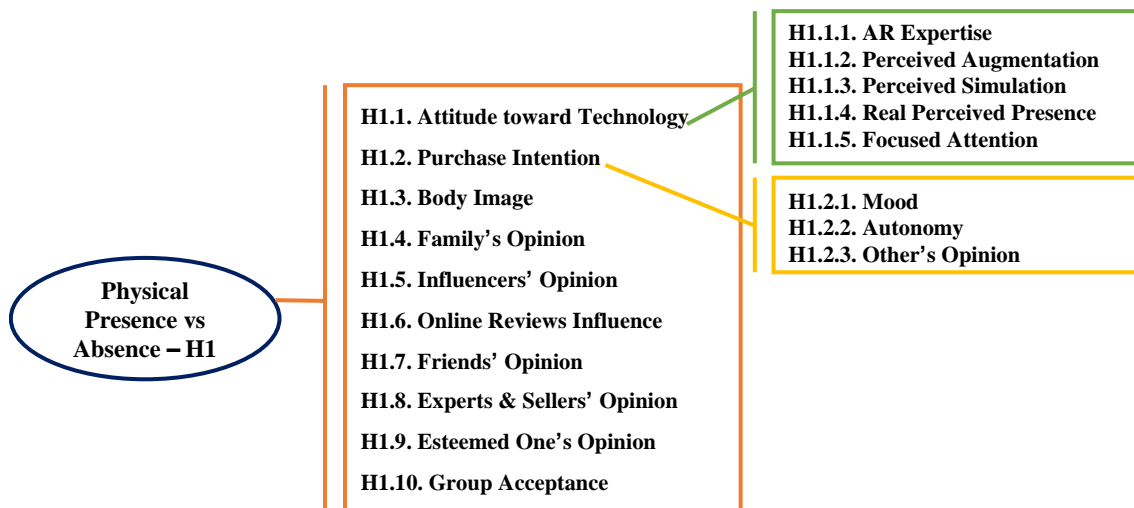 Physical
Presence vs
Absence – H1
H1.1. Attitude toward Technology
H1.2. Purchase Intention
H1.3. Body Image
H1.4. Family’s Opinion
H1.5. Influencers’ Opinion
H1.6. Online Reviews Influence
H1.7. Friends’ Opinion
H1.8. Experts & Sellers’ Opinion
H1.9. Esteemed One’s Opinion
H1.10. Group Acceptance
H1.1.1. AR Expertise
H1.1.2. Perceived Augmentation
H1.1.3. Perceived Simulation
H1.1.4. Real Perceived Presence
H1.1.5. Focused Attention
H1.2.1. Mood
H1.2.2. Autonomy
H1.2.3. Other’s Opinion